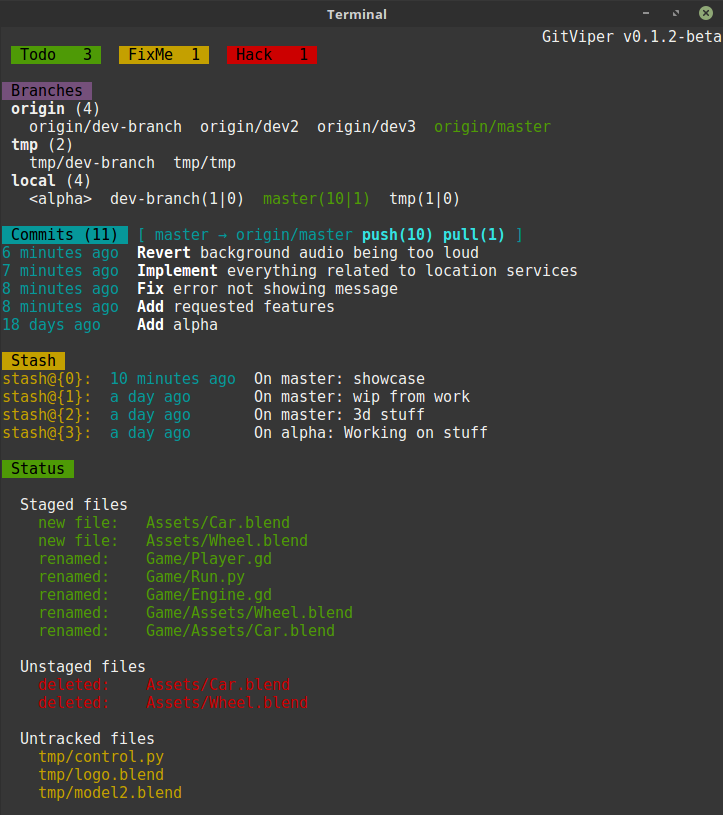 Terminal
GitViper v0.1.2-beta
Todo 3 FixMe 1 Hack 1
Branches
origin (4)
origin/dev-branch origin/dev2 origin/dev3 origin/master
tmp (2)
tmp/dev-branch tmp/tmp
local (4)
<alpha> dev-branch(1|0) master(10|1) tmp(1|0)
Commits (11) [ master → origin/master push(10) pull(1) ]
6 minutes ago Revert background audio being too loud
7 minutes ago Implement everything related to location services
8 minutes ago Fix error not showing message
8 minutes ago Add requested features
18 days ago Add alpha
Stash
stash@{0}: 10 minutes ago On master: showcase
stash@{1}: a day ago On master: wip from work
stash@{2}: a day ago On master: 3d stuff
stash@{3}: a day ago On alpha: Working on stuff
Status
Staged files
new file: Assets/Car.blend
new file: Assets/Wheel.blend
renamed: Game/Player.gd
renamed: Game/Run.py
renamed: Game/Engine.gd
renamed: Game/Assets/Wheel.blend
renamed: Game/Assets/Car.blend
Unstaged files
deleted: Assets/Car.blend
deleted: Assets/Wheel.blend
Untracked files
tmp/control.py
tmp/logo.blend
tmp/model2.blend